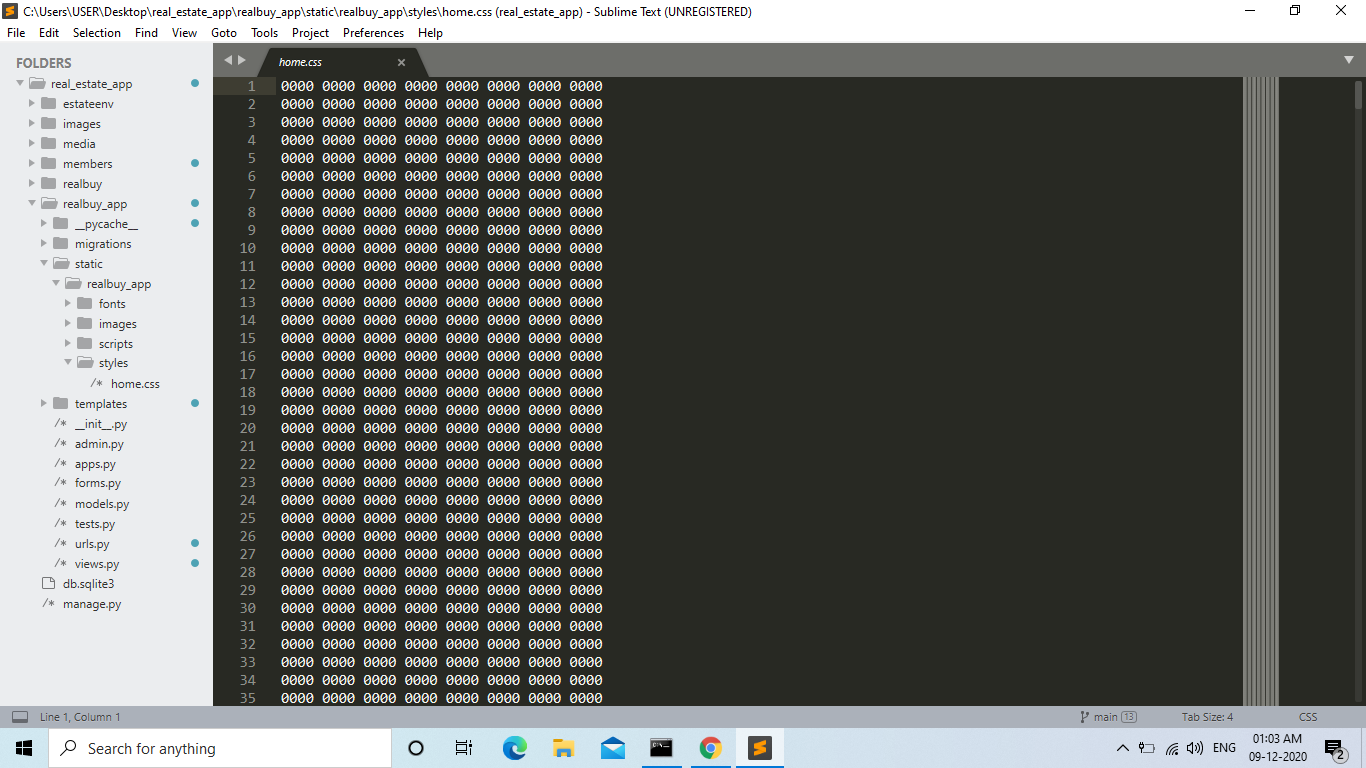 C:\Users\USER\Desktop\real_estate_app\realbuy_app\static\realbuy_app\styles\home.css (real_estate_app) - Sublime Text (UNREGISTERED)
File Edit Selection Find View Goto Tools Project Preferences Help
FOLDERS
real_estate_app
estateenv
images
media
members
realbuy
realbuy_app
__pycache__
migrations
static
realbuy_app
fonts
images
scripts
styles
/* home.css
templates
/* __init__.py
/* admin.py
/* apps.py
/* forms.py
/* models.py
/* tests.py
/* urls.py
/* views.py
db.sqlite3
/* manage.py
home.css ×
1 0000 0000 0000 0000 0000 0000 0000 0000
2 0000 0000 0000 0000 0000 0000 0000 0000
3 0000 0000 0000 0000 0000 0000 0000 0000
4 0000 0000 0000 0000 0000 0000 0000 0000
5 0000 0000 0000 0000 0000 0000 0000 0000
6 0000 0000 0000 0000 0000 0000 0000 0000
7 0000 0000 0000 0000 0000 0000 0000 0000
8 0000 0000 0000 0000 0000 0000 0000 0000
9 0000 0000 0000 0000 0000 0000 0000 0000
10 0000 0000 0000 0000 0000 0000 0000 0000
11 0000 0000 0000 0000 0000 0000 0000 0000
12 0000 0000 0000 0000 0000 0000 0000 0000
13 0000 0000 0000 0000 0000 0000 0000 0000
14 0000 0000 0000 0000 0000 0000 0000 0000
15 0000 0000 0000 0000 0000 0000 0000 0000
16 0000 0000 0000 0000 0000 0000 0000 0000
17 0000 0000 0000 0000 0000 0000 0000 0000
18 0000 0000 0000 0000 0000 0000 0000 0000
19 0000 0000 0000 0000 0000 0000 0000 0000
20 0000 0000 0000 0000 0000 0000 0000 0000
21 0000 0000 0000 0000 0000 0000 0000 0000
22 0000 0000 0000 0000 0000 0000 0000 0000
23 0000 0000 0000 0000 0000 0000 0000 0000
24 0000 0000 0000 0000 0000 0000 0000 0000
25 0000 0000 0000 0000 0000 0000 0000 0000
26 0000 0000 0000 0000 0000 0000 0000 0000
27 0000 0000 0000 0000 0000 0000 0000 0000
28 0000 0000 0000 0000 0000 0000 0000 0000
29 0000 0000 0000 0000 0000 0000 0000 0000
30 0000 0000 0000 0000 0000 0000 0000 0000
31 0000 0000 0000 0000 0000 0000 0000 0000
32 0000 0000 0000 0000 0000 0000 0000 0000
33 0000 0000 0000 0000 0000 0000 0000 0000
34 0000 0000 0000 0000 0000 0000 0000 0000
35 0000 0000 0000 0000 0000 0000 0000 0000
Line 1, Column 1 main 13 Tab Size: 4 CSS
Search for anything
ENG
01:03 AM
09-12-2020
2